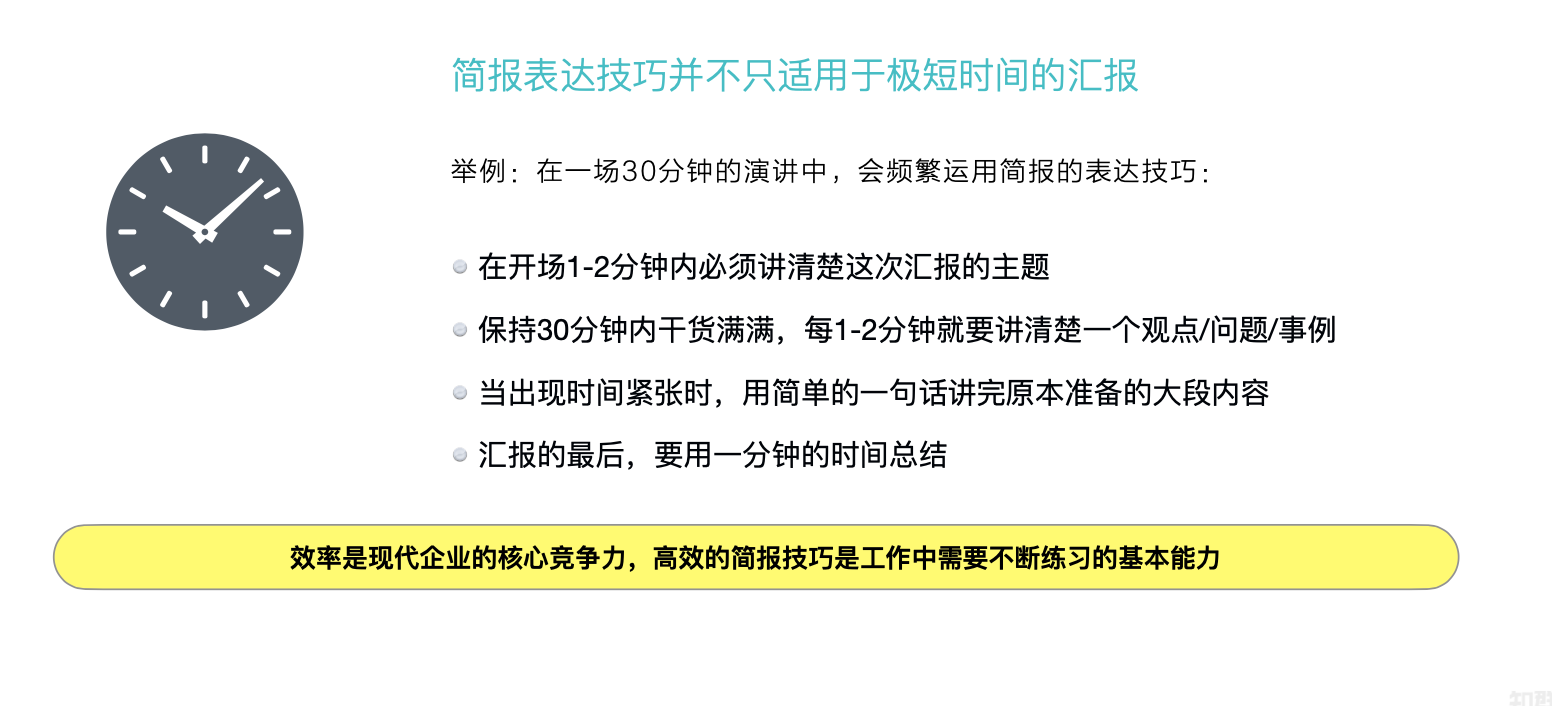 简报表达技巧并不只适用于极短时间的汇报
举例：在一场30分钟的演讲中，会频繁运用简报的表达技巧：
在开场1-2分钟内必须讲清楚这次汇报的主题
保持30分钟内干货满满，每1-2分钟就要讲清楚一个观点/问题/事例
当出现时间紧张时，用简单的一句话讲完原本准备的大段内容
汇报的最后，要用一分钟的时间总结
效率是现代企业的核心竞争力，高效的简报技巧是工作中需要不断练习的基本能力